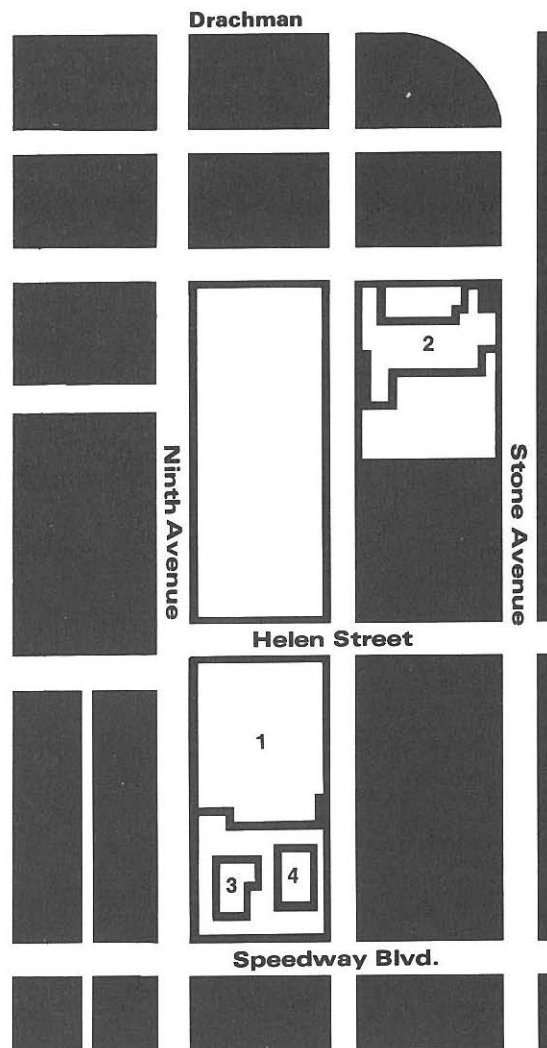 Drachman
2
Ninth Avenue
Stone Avenue
Helen Street
1
3
4
Speedway Blvd.